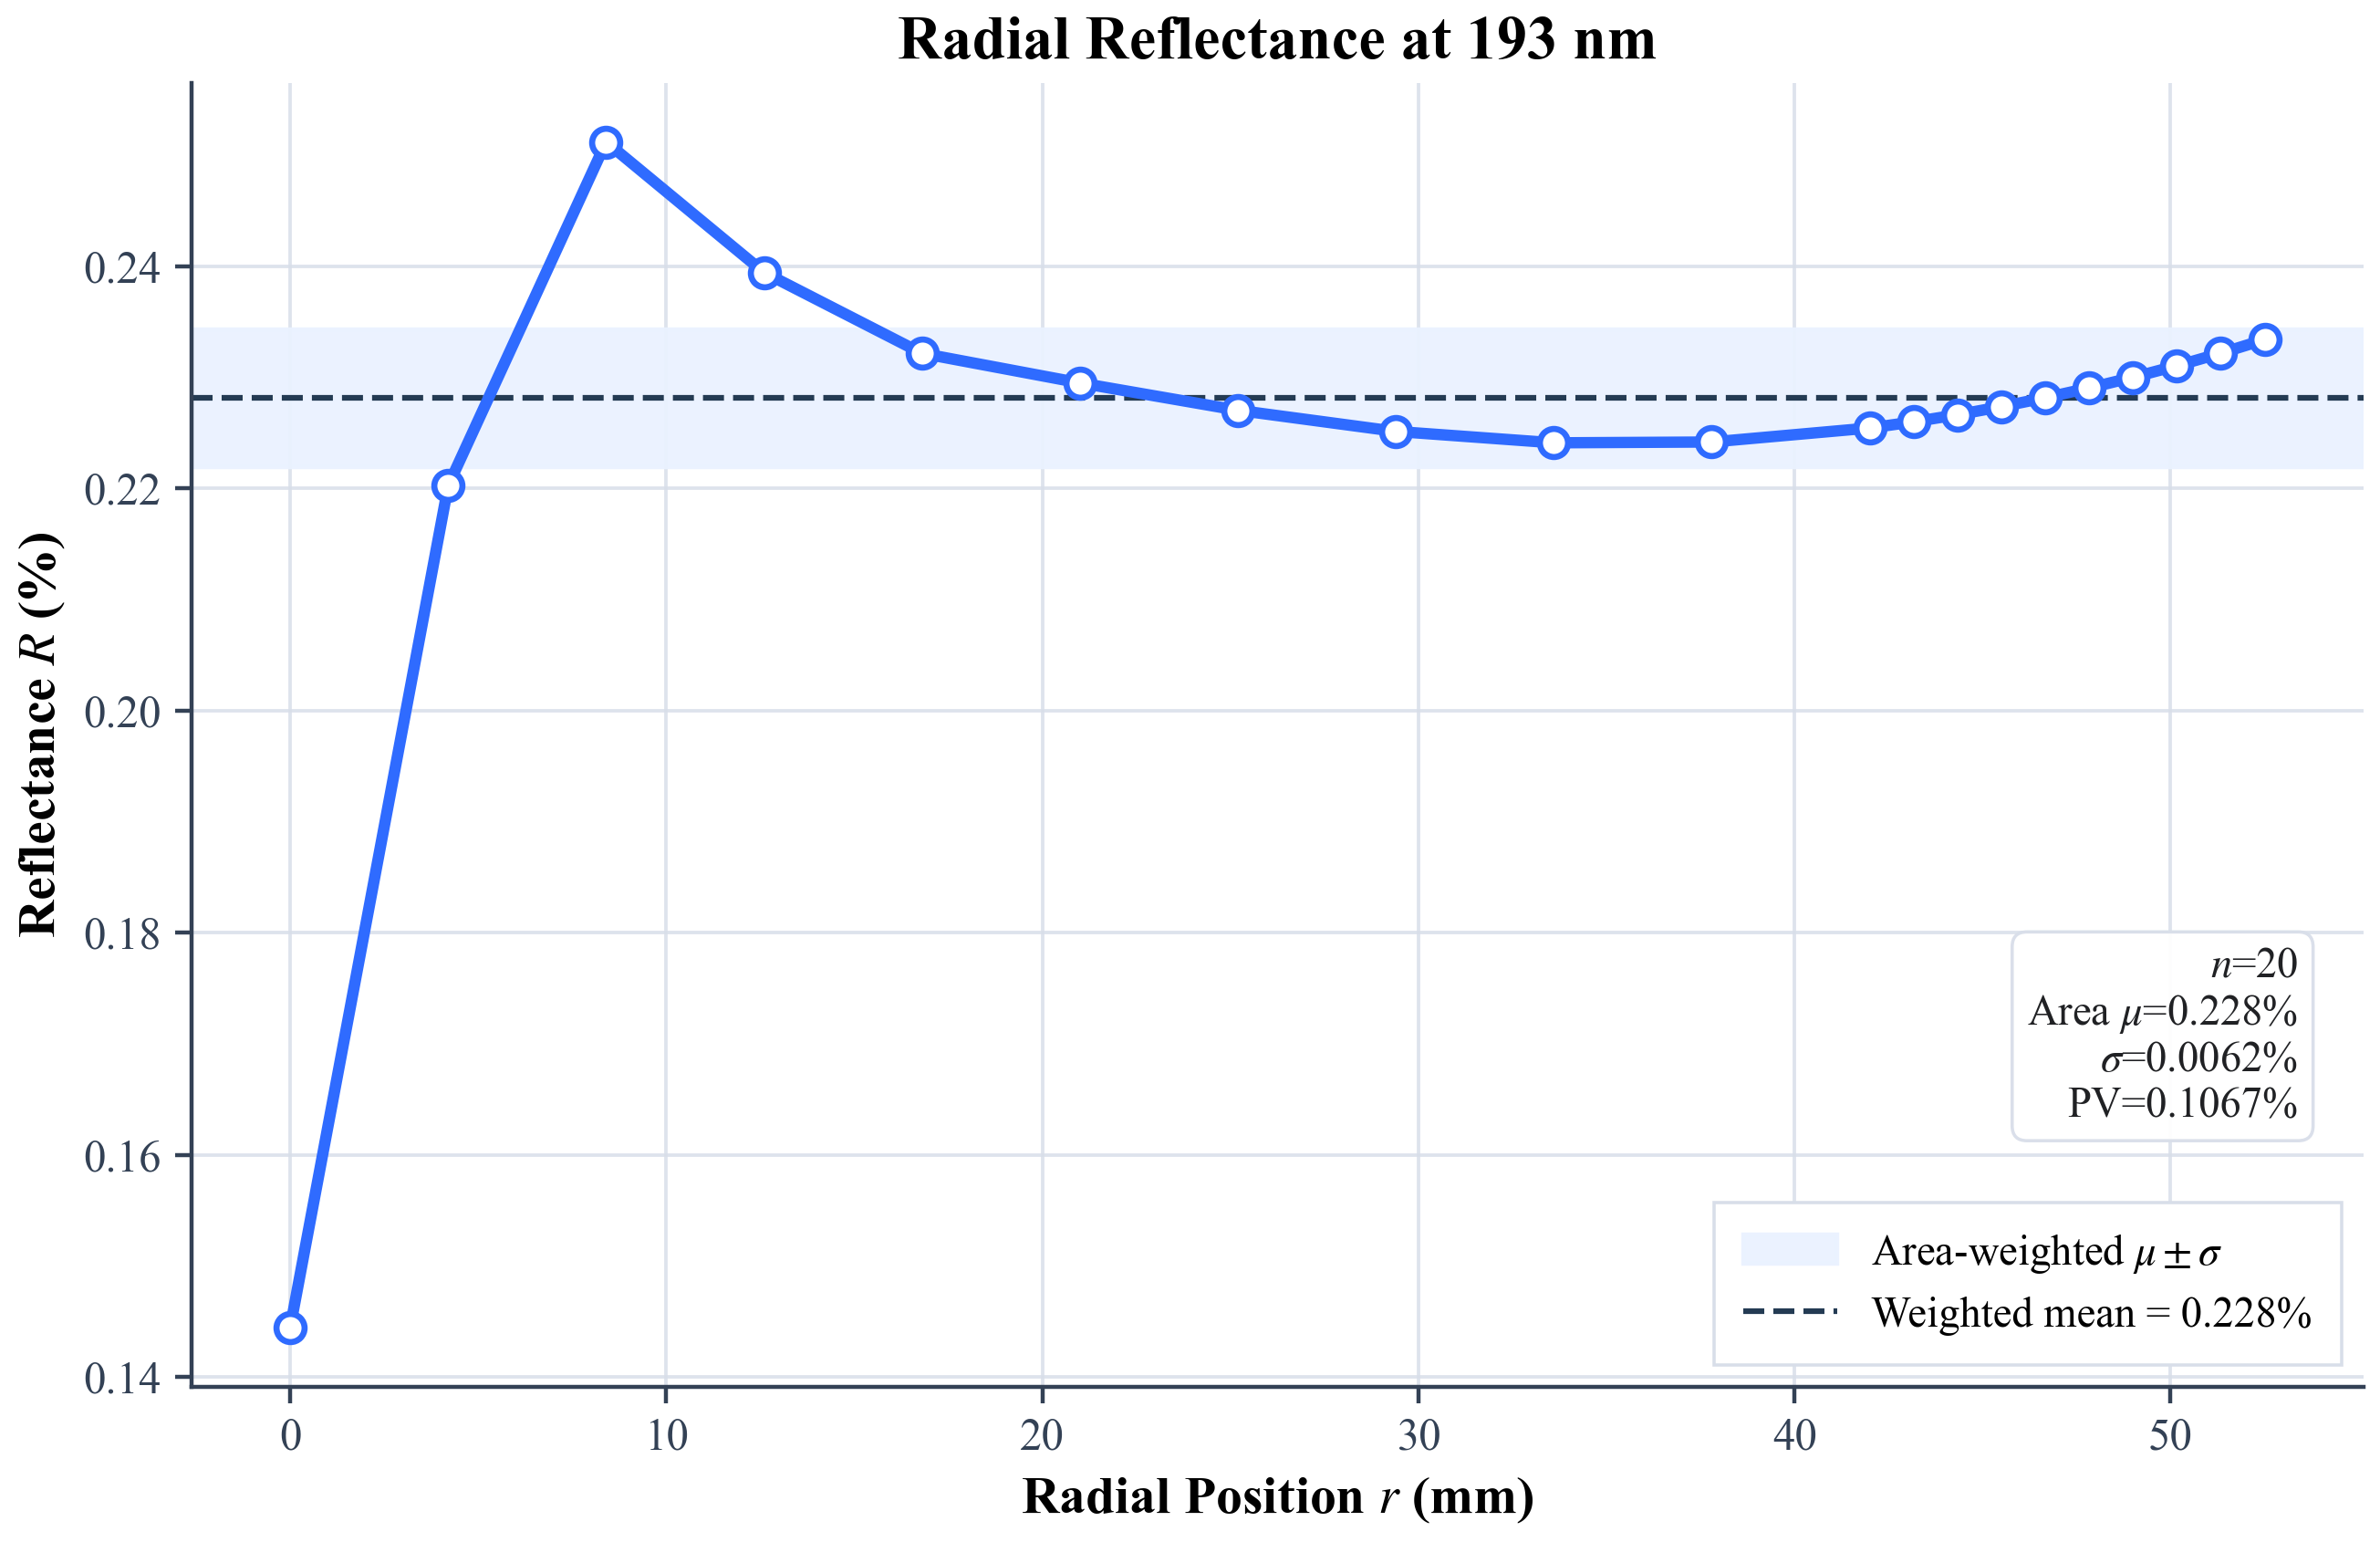 Radial Reflectance at 193 nm
Reflectance R (%)
0.24
0.22
0.20
0.18
0.16
0.14
n=20
Area μ=0.228%
σ=0.0062%
PV=0.1067%
Area-weighted μ ± σ
Weighted mean = 0.228%
0 10 20 30 40 50
Radial Position r (mm)